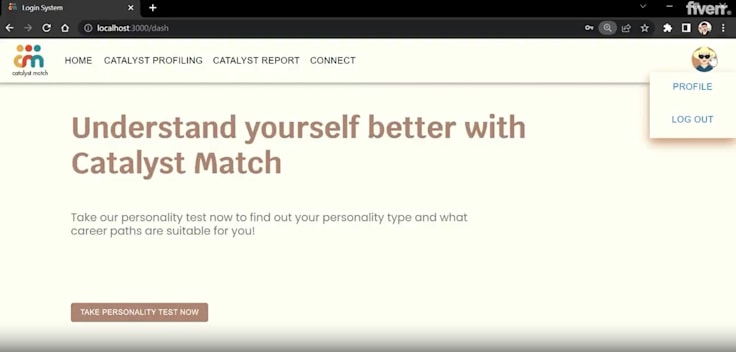 Login System
fiverr.
localhost:3000/dash
catalyst match
HOME CATALYST PROFILING CATALYST REPORT CONNECT
PROFILE
LOG OUT
Understand yourself better with
Catalyst Match
Take our personality test now to find out your personality type and what
career paths are suitable for you!
TAKE PERSONALITY TEST NOW